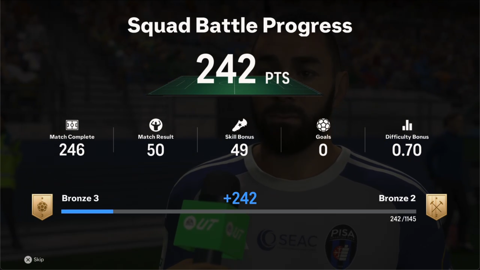 Squad Battle Progress
242 PTS
Match Complete
246
Match Result
50
Skill Bonus
49
Goals
0
Difficulty Bonus
0.70
Bronze 3
+242
Bronze 2
242 /1145
UT
SEAC
PISA
Skip